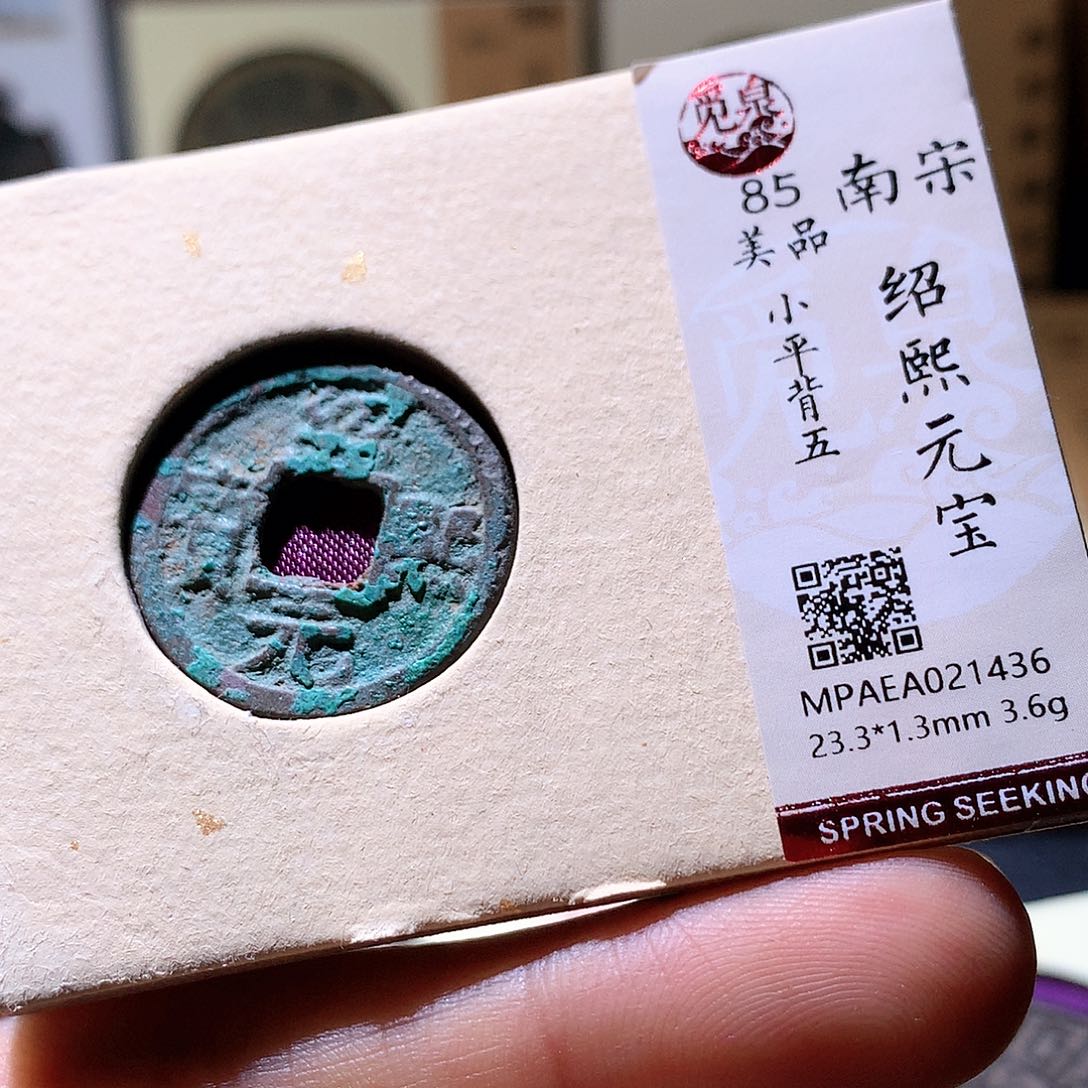 觅泉
85
美品
小平背五
南宋
绍熙元宝
MPAEA021436
23.3*1.3mm 3.6g
SPRING SEEKING
元